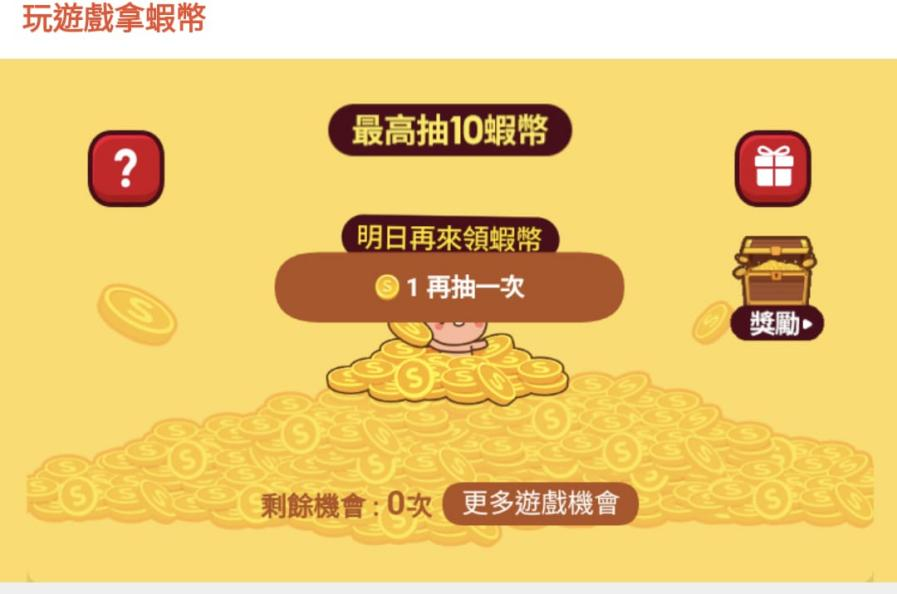 玩遊戲拿蝦幣
最高抽10蝦幣
?
明日再來領蝦幣
S 1 再抽一次
獎勵
剩餘機會 : 0次
更多遊戲機會